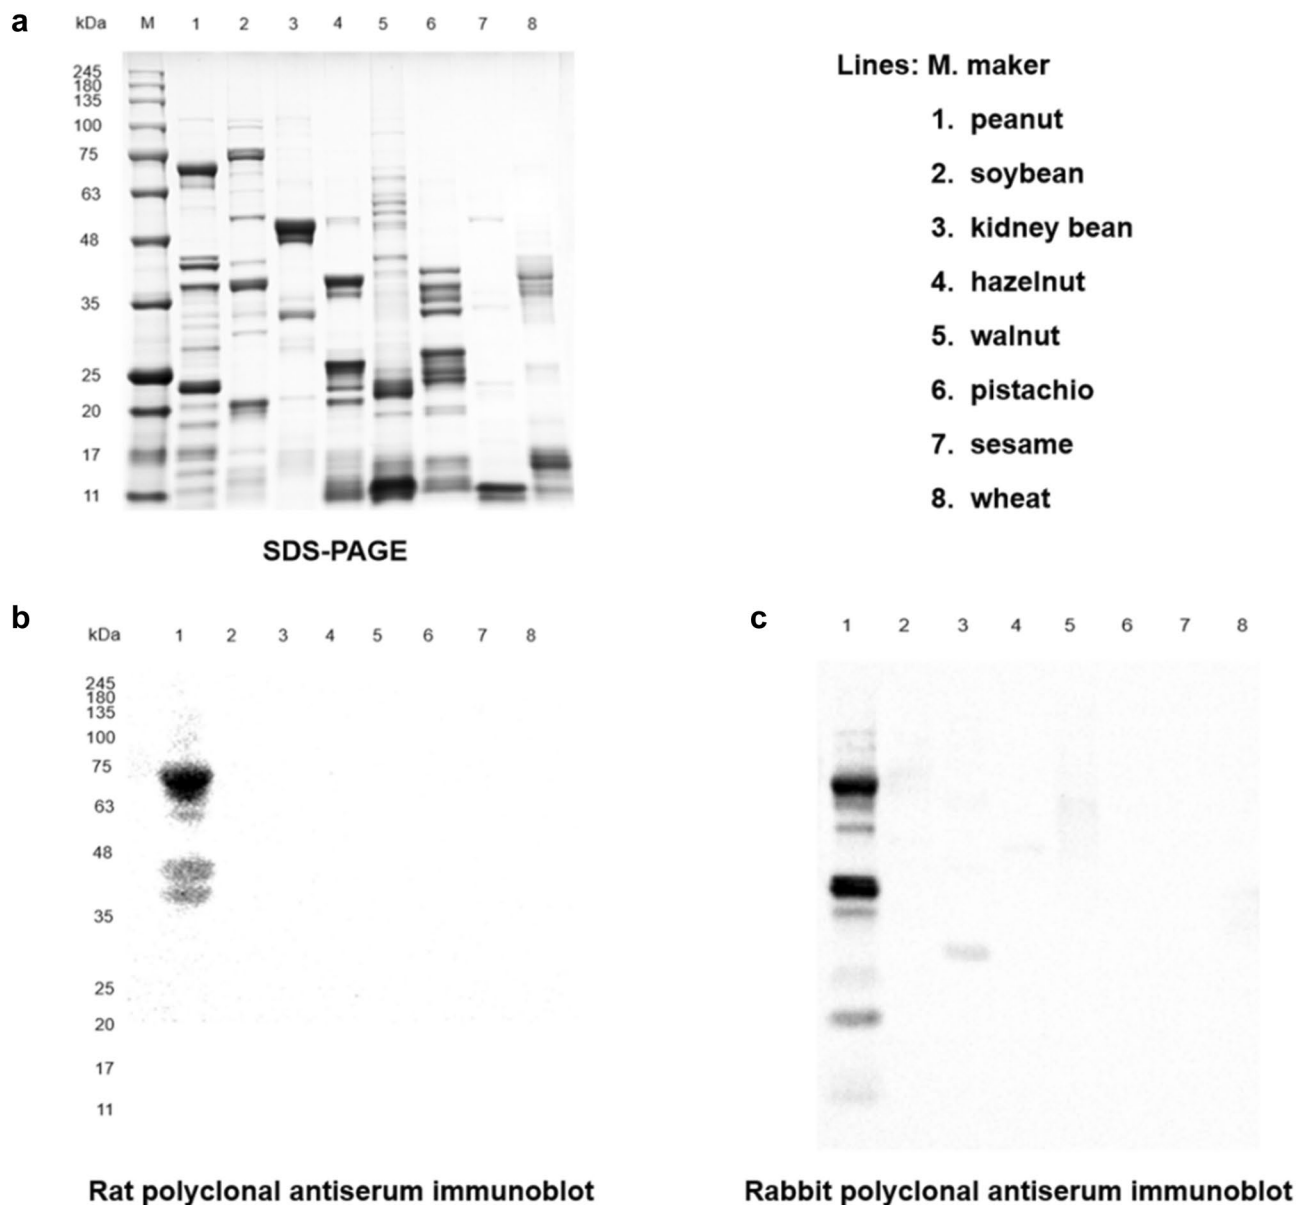 a
kDa M 1 2 3 4 5 6 7 8
245
180
135
100
75
63
48
35
25
20
17
11
SDS-PAGE
Lines: M. maker
1. peanut
2. soybean
3. kidney bean
4. hazelnut
5. walnut
6. pistachio
7. sesame
8. wheat
b
kDa 1 2 3 4 5 6 7 8
245
180
135
100
75
63
48
35
25
20
17
11
Rat polyclonal antiserum immunoblot
c
1 2 3 4 5 6 7 8
Rabbit polyclonal antiserum immunoblot